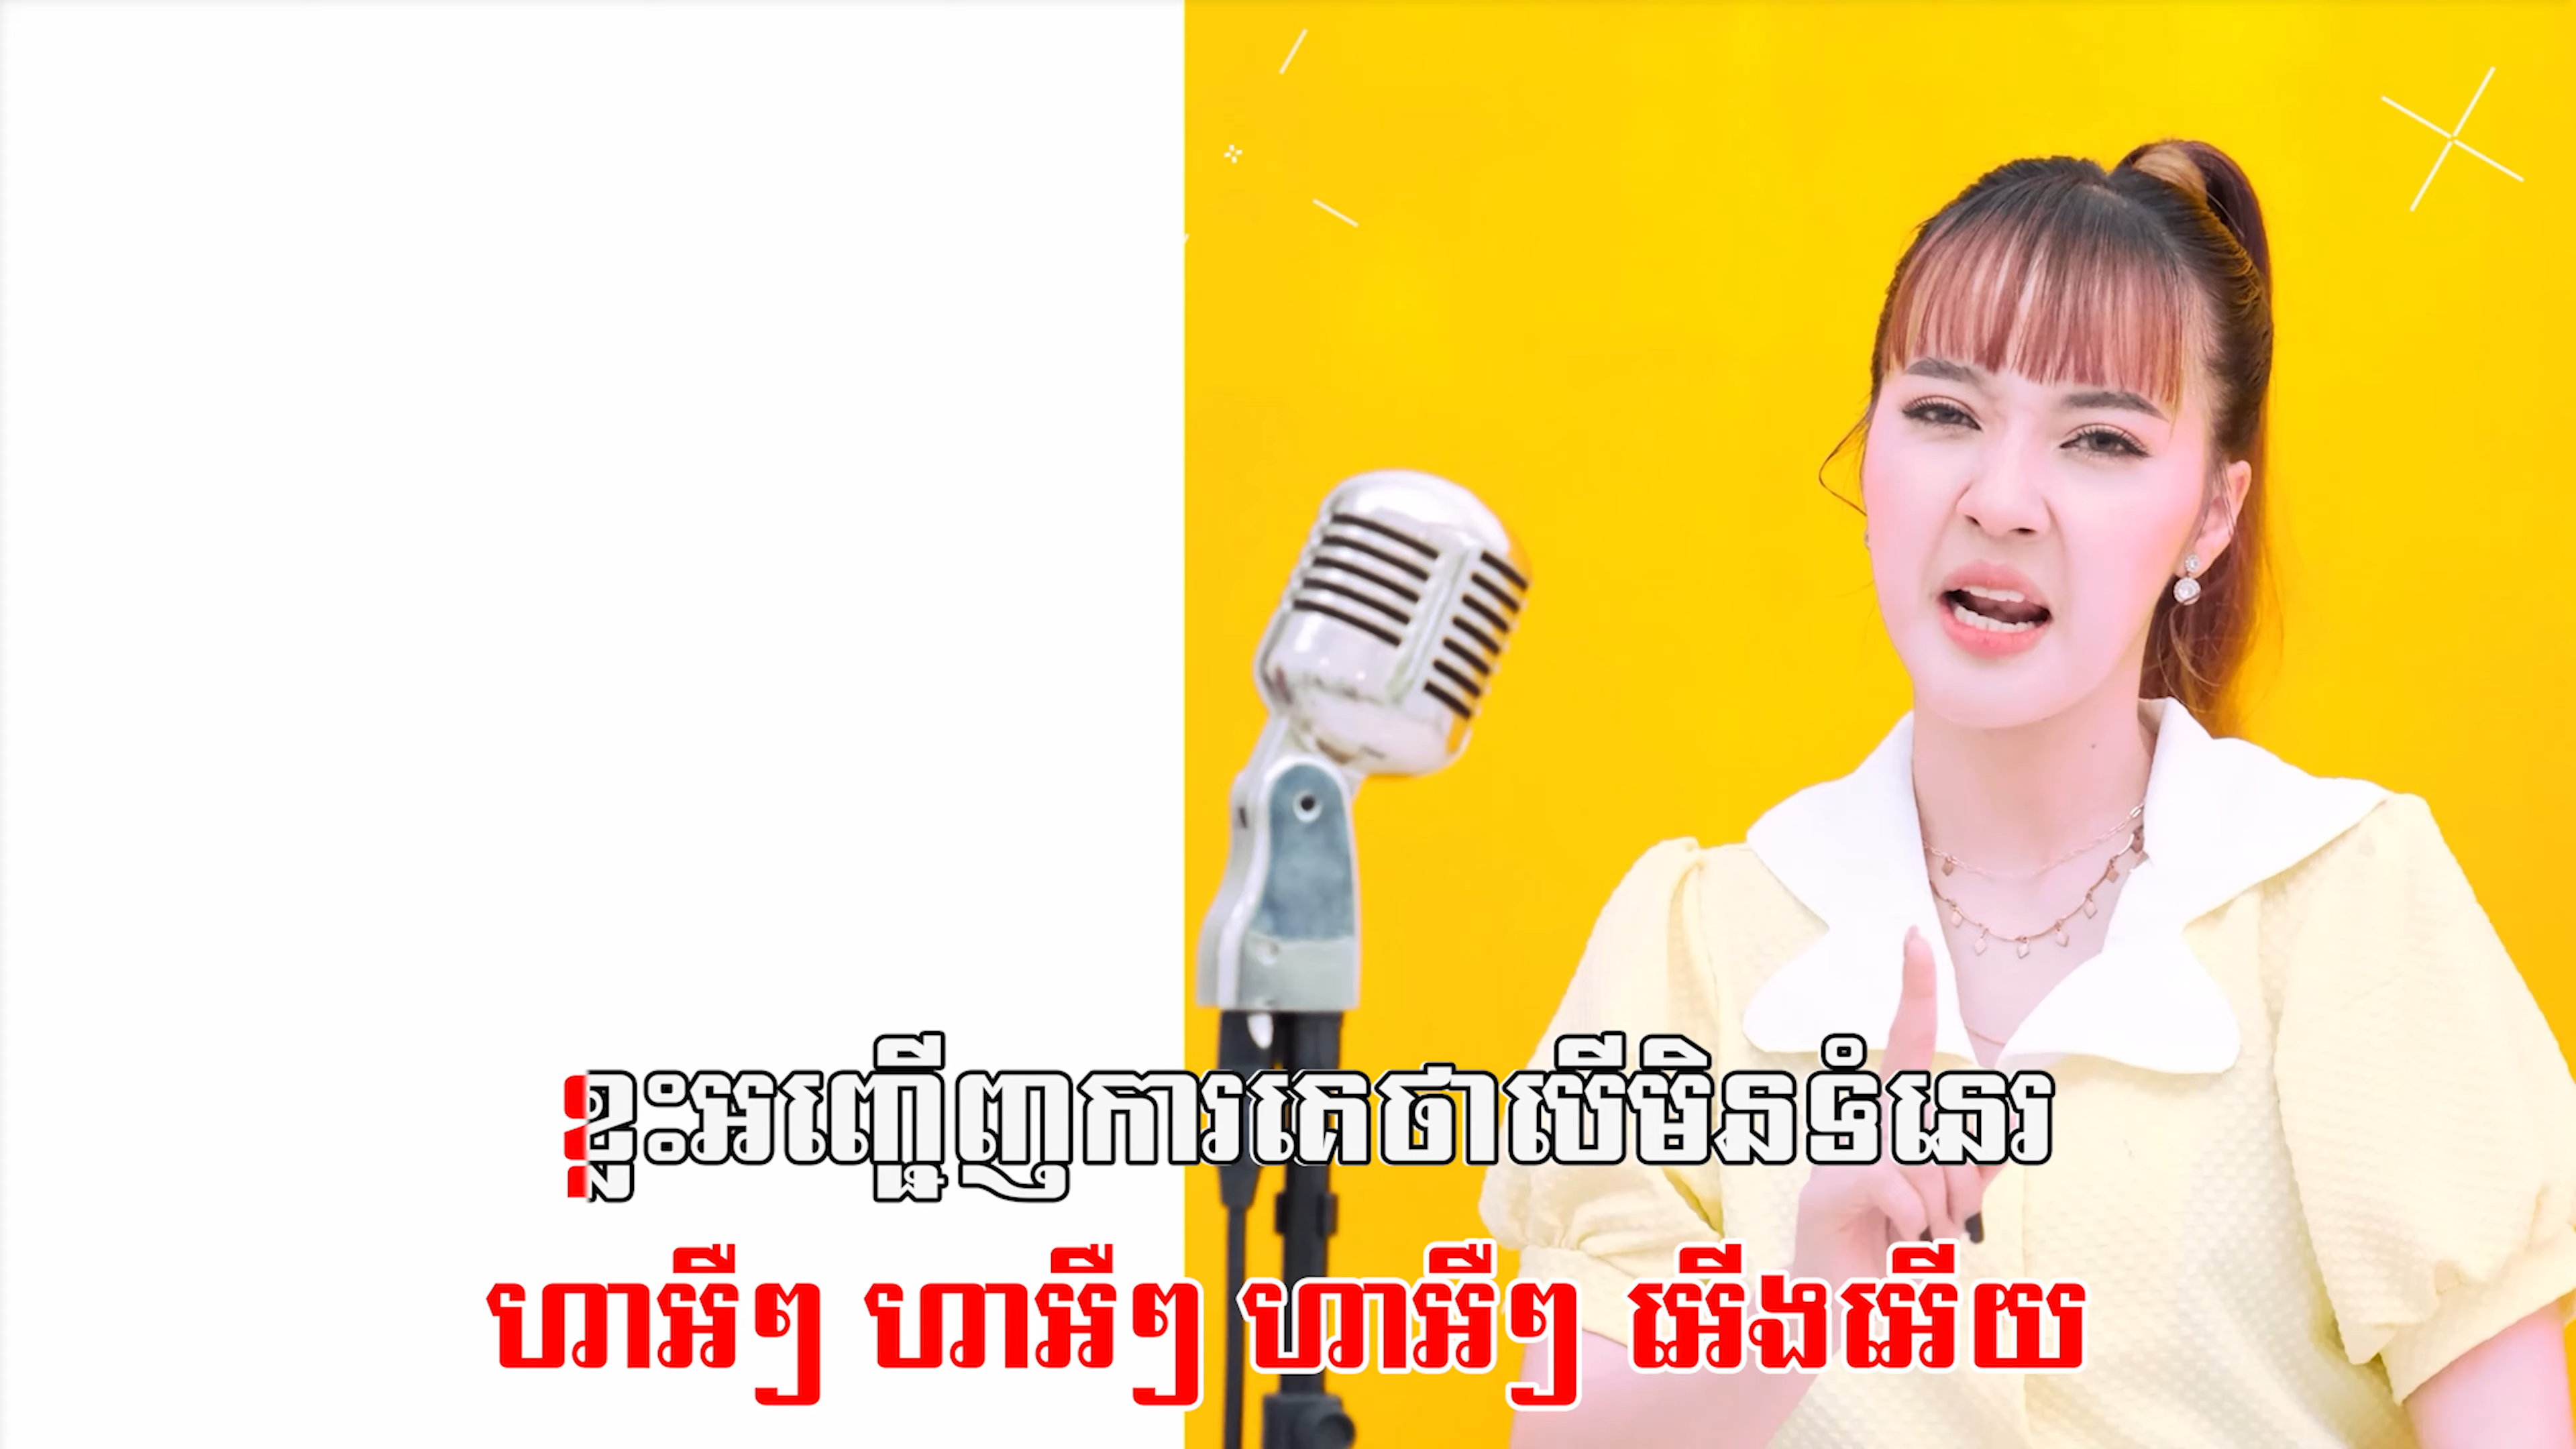 ខ្លះអញ្ជើញការគេថាបើមិនទំនេរ
ហាអឺៗ ហាអឺៗ ហាអឺៗ អើងអើយ